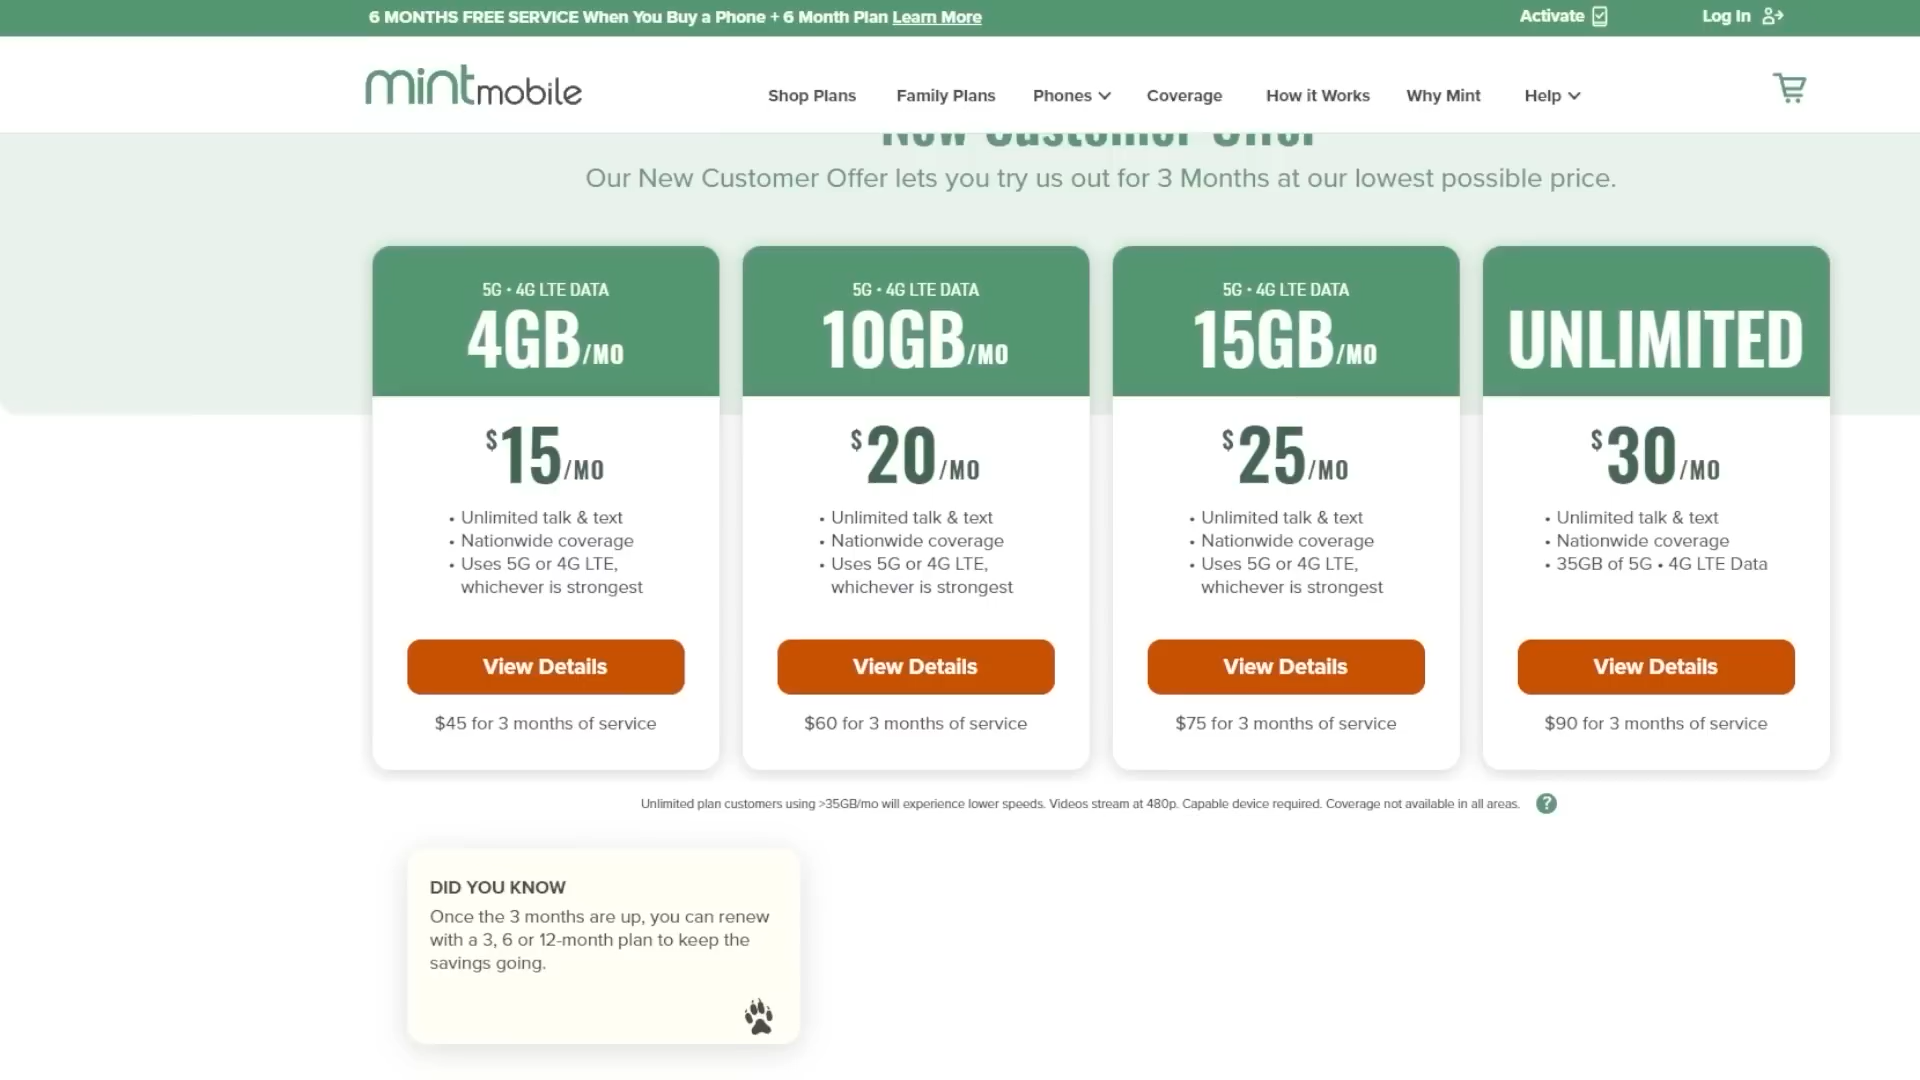 6 MONTHS FREE SERVICE When You Buy a Phone + 6 Month Plan Learn More
Activate
Log In
mintmobile
Shop Plans
Family Plans
Phones
Coverage
How it Works
Why Mint
Help
New Customer Offer
Our New Customer Offer lets you try us out for 3 Months at our lowest possible price.
5G • 4G LTE DATA
4GB/MO
$15/MO
• Unlimited talk & text
• Nationwide coverage
• Uses 5G or 4G LTE,
whichever is strongest
View Details
$45 for 3 months of service
5G • 4G LTE DATA
10GB/MO
$20/MO
• Unlimited talk & text
• Nationwide coverage
• Uses 5G or 4G LTE,
whichever is strongest
View Details
$60 for 3 months of service
5G • 4G LTE DATA
15GB/MO
$25/MO
• Unlimited talk & text
• Nationwide coverage
• Uses 5G or 4G LTE,
whichever is strongest
View Details
$75 for 3 months of service
UNLIMITED
$30/MO
• Unlimited talk & text
• Nationwide coverage
• 35GB of 5G • 4G LTE Data
View Details
$90 for 3 months of service
Unlimited plan customers using >35GB/mo will experience lower speeds. Videos stream at 480p. Capable device required. Coverage not available in all areas. ?
DID YOU KNOW
Once the 3 months are up, you can renew
with a 3, 6 or 12-month plan to keep the
savings going.